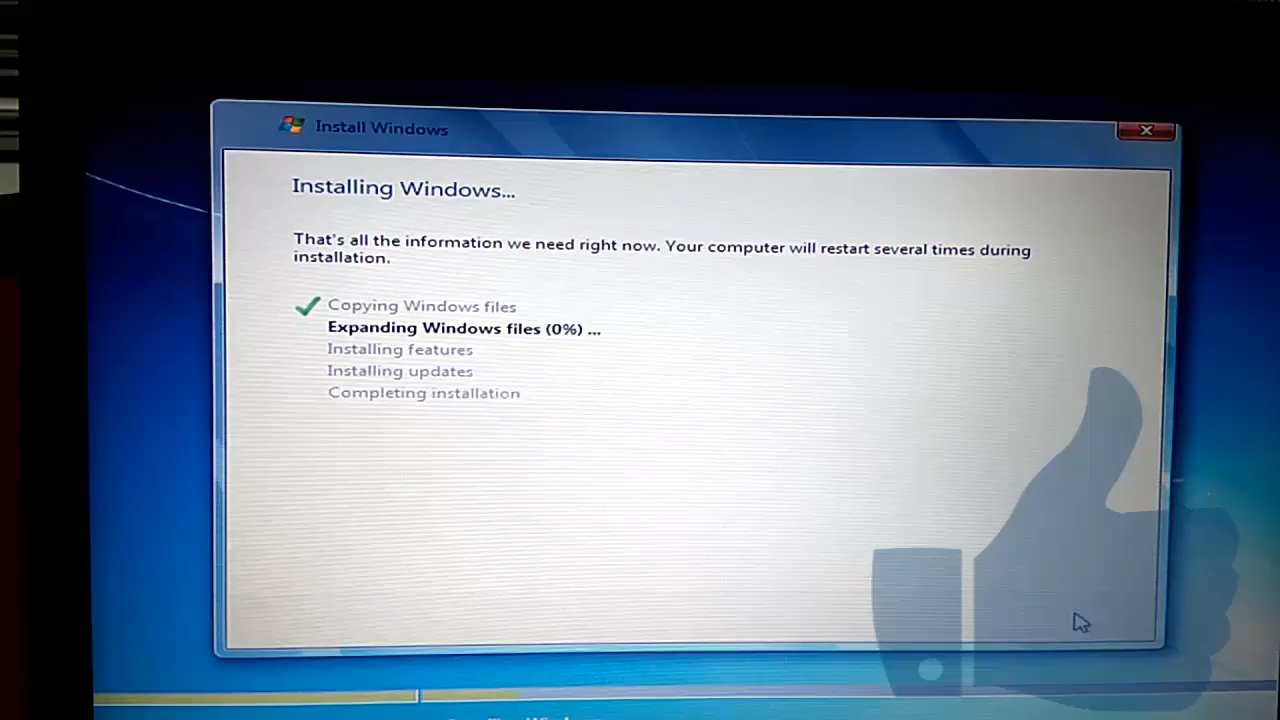 Install Windows
Installing Windows...
That's all the information we need right now. Your computer will restart several times during
installation.
Copying Windows files
Expanding Windows files (0%) ...
Installing features
Installing updates
Completing installation